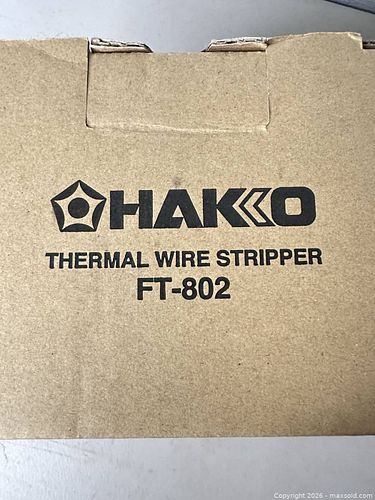 HAKKO
THERMAL WIRE STRIPPER
FT-802
Copyright © 2026 - maxsold.com